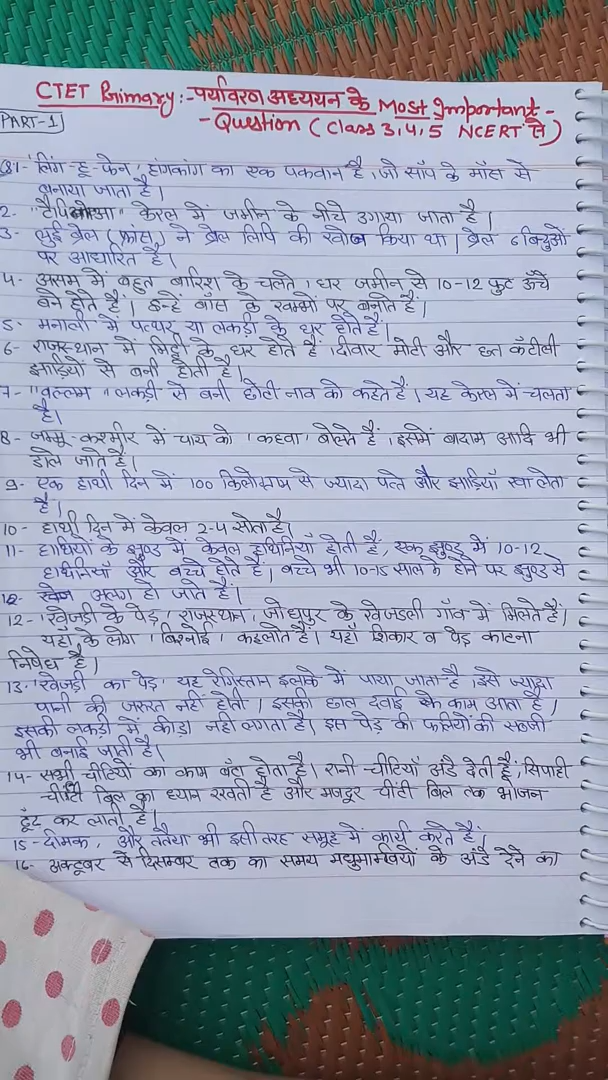 CTET Primary:- पर्यावरण अध्ययन के Most Important -
PART-1
- Question (Class 3,4,5 NCERT से)
Q1- 'लिंग-हू-फेन' हांगकांग का एक पकवान है, जो साँप के माँस से
बनाया जाता है।
2- "टैपिओका" केरल में जमीन के नीचे उगाया जाता है।
3- लुई ब्रेल (फ्रांस) ने ब्रेल लिपि की खोज किया था। ब्रेल 6 बिन्दुओं
पर आधारित है।
4- असम में बहुत बारिश के चलते, घर जमीन से 10-12 फुट ऊँचे
बने होते हैं। इन्हें बाँस के खम्भों पर बनाते हैं।
5- मनाली में पत्थर या लकड़ी के घर होते हैं।
6- राजस्थान में मिट्टी के घर होते हैं। दीवार मोटी और छत कँटीली
झाड़ियों से बनी होती है।
7- "वल्लम" लकड़ी से बनी छोटी नाव को कहते हैं। यह केरल में चलता
है।
8- जम्मू-कश्मीर में चाय को 'कहवा' बोलते हैं, इसमें बादाम आदि भी
डाले जाते हैं।
9- एक हाथी दिन में 100 किलोग्राम से ज्यादा पत्ते और झाड़ियाँ खा लेता
है।
10- हाथी दिन में केवल 2-4 सोता है।
11- हाथियों के झुण्ड में केवल हथिनियाँ होती हैं, एक झुण्ड में 10-12
हाथिनियाँ और बच्चे होते हैं। बच्चे भी 10-15 साल के होने पर झुण्ड से
अलग हो जाते हैं।
12- 'खेजड़ी के पेड़' राजस्थान, जोधपुर के खेजडली गाँव में मिलते हैं।
यहाँ के लोग 'बिश्नोई' कहलाते हैं। यहाँ शिकार व पेड़ काटना
निषेध है।
13- 'खेजड़ी का पेड़' यह रेगिस्तान इलाके में पाया जाता है, इसे ज्यादा
पानी की जरुरत नहीं होती। इसकी छाल दवाई के काम आता है।
इसकी लकड़ी में कीड़ा नहीं लगता है। इस पेड़ की फलियों की सब्जी
भी बनाई जाती है।
14- सभी चीटियों का काम बंटा होता है। रानी-चीटियाँ अंडे देती हैं, सिपाही
चींटी बिल का ध्यान रखती है और मजदूर चींटी बिल तक भोजन
ढूंढ कर लाती है।
15- दीमक, और ततैया भी इसी तरह समूह में कार्य करते हैं
16- अक्टूबर से दिसम्बर तक का समय मधुमक्खियों के अंडे देने का